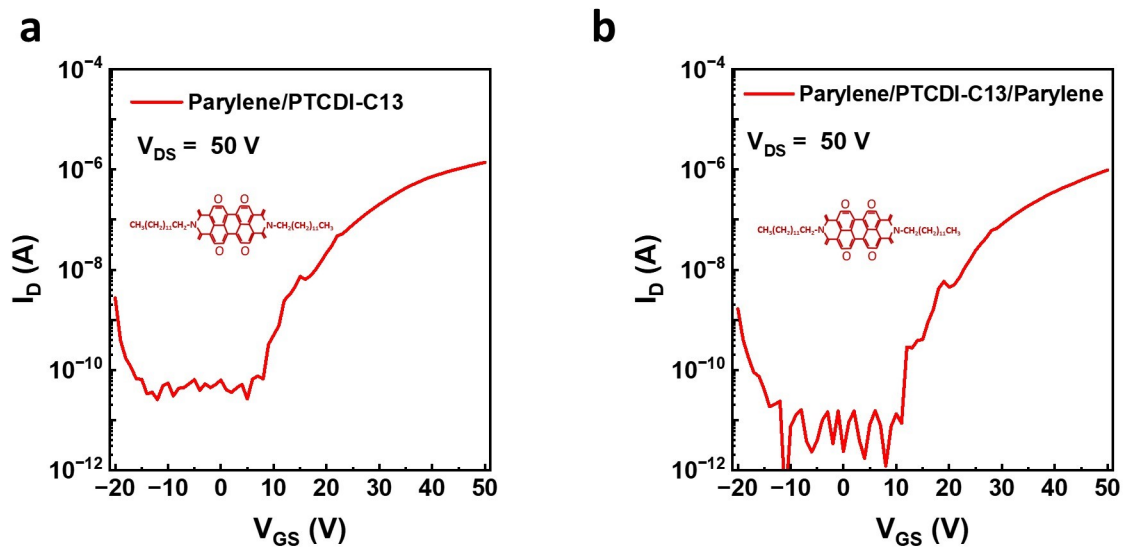 a
10⁻⁴
10⁻⁶
10⁻⁸
10⁻¹⁰
10⁻¹²
I_D (A)
Parylene/PTCDI-C13
V_DS = 50 V
O O
CH₃(CH₂)₁₁CH₂-N N-CH₂(CH₂)₁₁CH₃
O O
−20 −10 0 10 20 30 40 50
V_GS (V)
b
10⁻⁴
10⁻⁶
10⁻⁸
10⁻¹⁰
10⁻¹²
I_D (A)
Parylene/PTCDI-C13/Parylene
V_DS = 50 V
O O
CH₃(CH₂)₁₁CH₂-N N-CH₂(CH₂)₁₁CH₃
O O
−20 −10 0 10 20 30 40 50
V_GS (V)